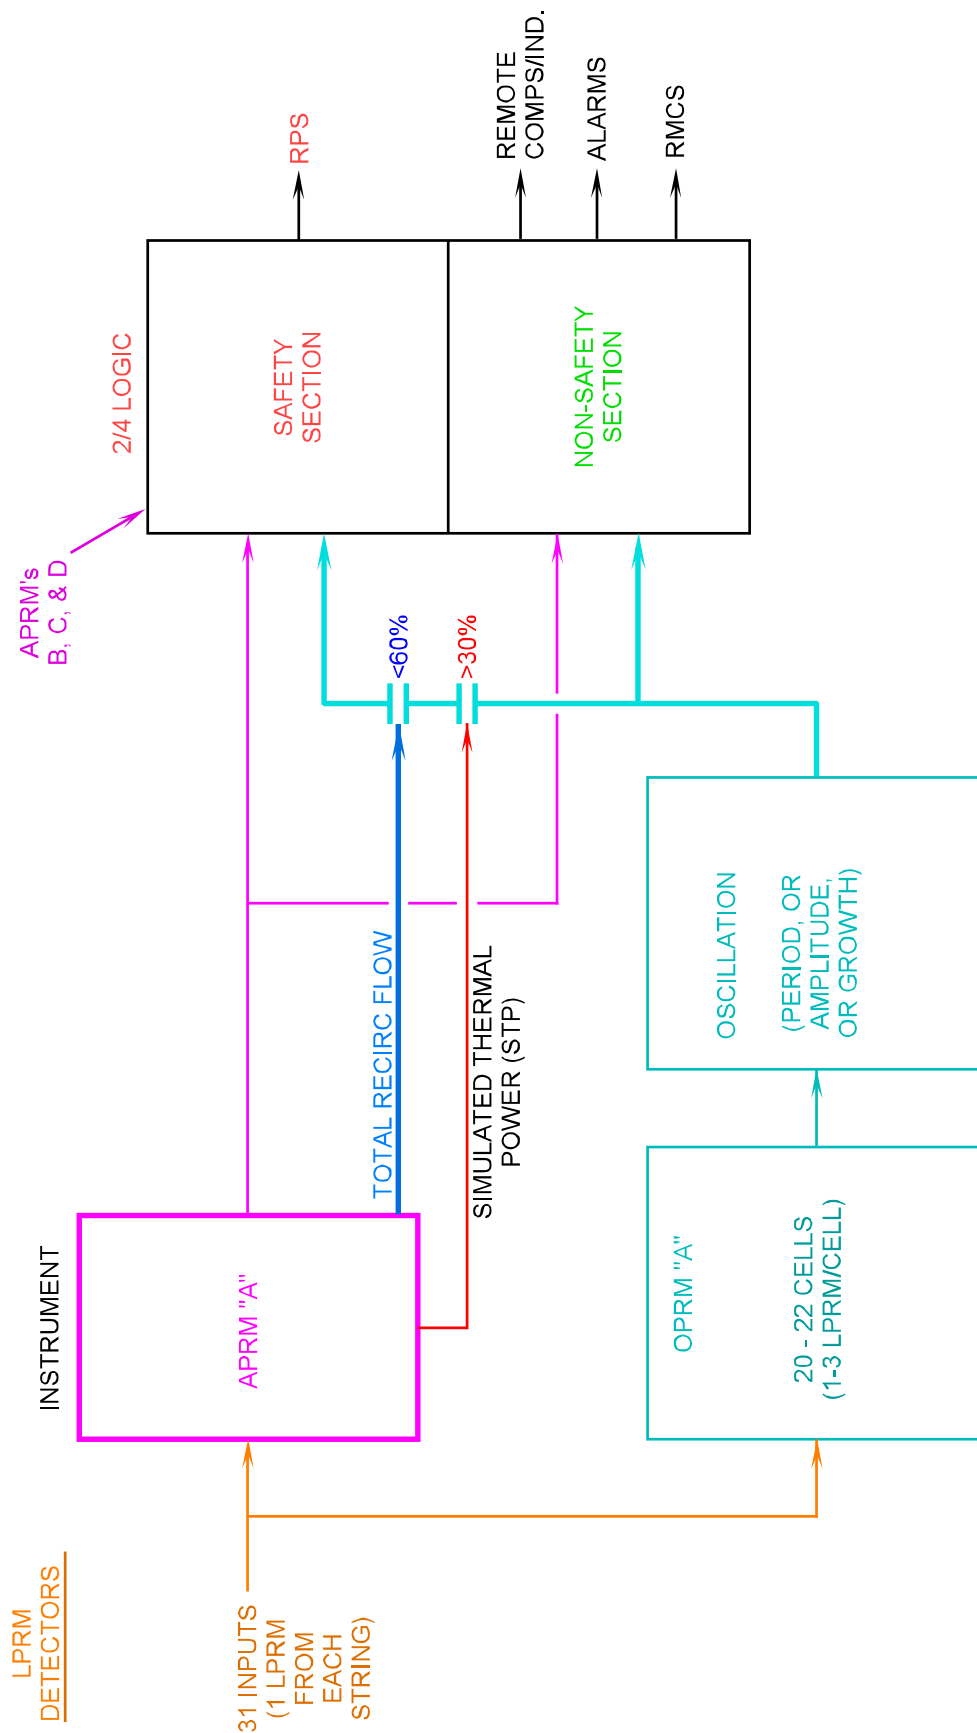 LPRM
DETECTORS
31 INPUTS
(1 LPRM
FROM
EACH
STRING)
INSTRUMENT
APRM "A"
TOTAL RECIRC FLOW
SIMULATED THERMAL
POWER (STP)
OPRM "A"
20 - 22 CELLS
(1-3 LPRM/CELL)
OSCILLATION
(PERIOD, OR
AMPLITUDE,
OR GROWTH)
APRM's
B, C, & D
<60%
>30%
2/4 LOGIC
SAFETY
SECTION
NON-SAFETY
SECTION
RPS
REMOTE
COMPS/IND.
ALARMS
RMCS